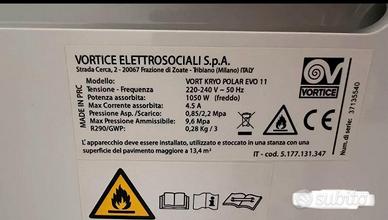 VORTICE ELETTROSOCIALI S.p.A.
Strada Cerca, 2 - 20067 Frazione di Zoate - Tribiano (Milano) ITALY
Modello: VORT KRYO POLAR EVO 11
Tensione - Frequenza 220-240 V ~ 50 Hz
Potenza assorbita: 1050 W (freddo)
Max Corrente assorbita: 4.5 A
Pressione Asp. /Scarico: 0,85/2,2 Mpa
Max Pressione Ammissibile: 9,6 Mpa
R290/GWP: 0,28 Kg / 3
L'apparecchio deve essere installato, utilizzato e stoccato in una stanza con una
superficie del pavimento maggiore a 13,4 m²
IT - cod. 5.177.131.347
MADE IN PRC
VORTICE
Num. di serie: 37135540
subito